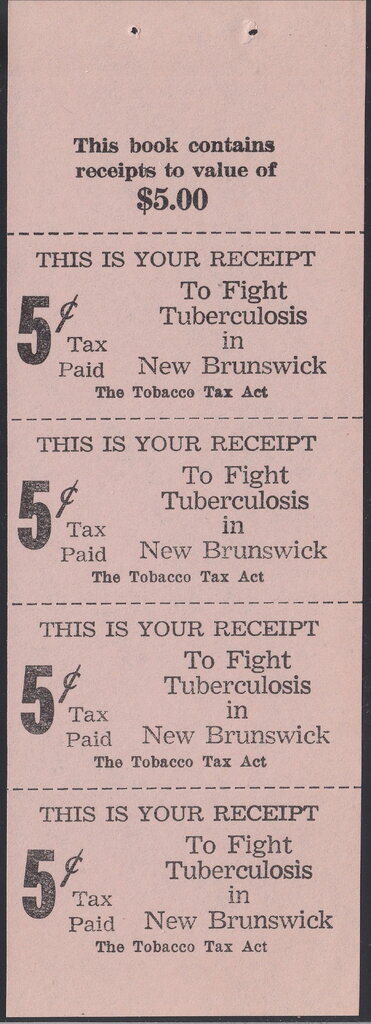 This book contains
receipts to value of
$5.00
THIS IS YOUR RECEIPT
5¢ Tax Paid
To Fight
Tuberculosis
in
New Brunswick
The Tobacco Tax Act
THIS IS YOUR RECEIPT
5¢ Tax Paid
To Fight
Tuberculosis
in
New Brunswick
The Tobacco Tax Act
THIS IS YOUR RECEIPT
5¢ Tax Paid
To Fight
Tuberculosis
in
New Brunswick
The Tobacco Tax Act
THIS IS YOUR RECEIPT
5¢ Tax Paid
To Fight
Tuberculosis
in
New Brunswick
The Tobacco Tax Act